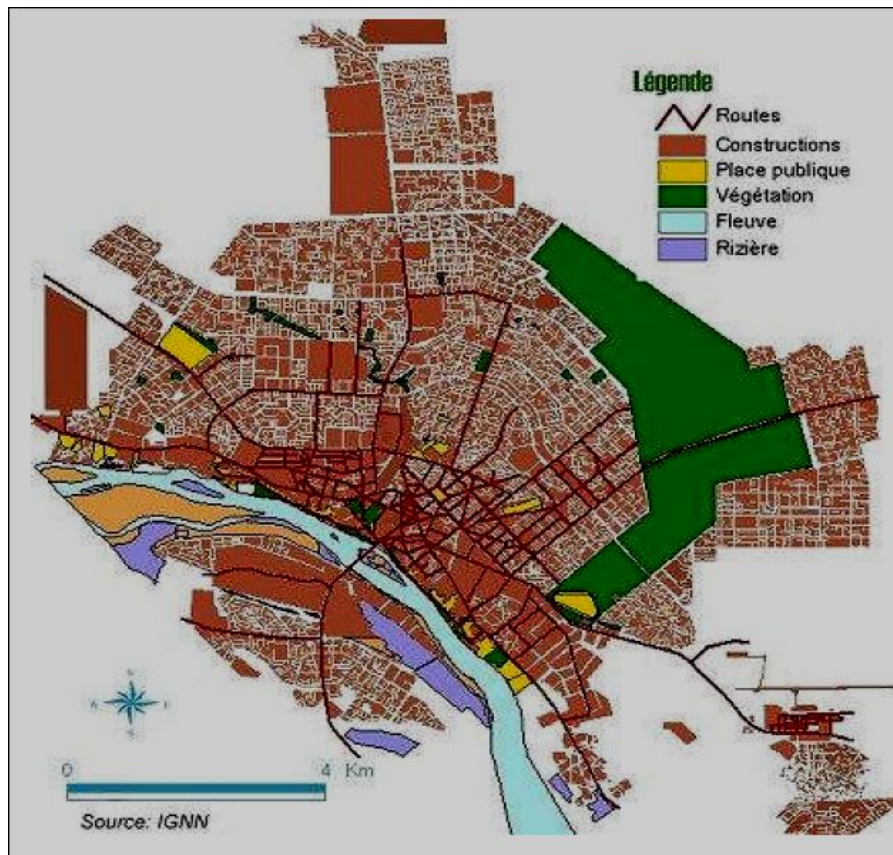 Légende
Routes
Constructions
Place publique
Végétation
Fleuve
Rizière
0 4 Km
Source: IGNN